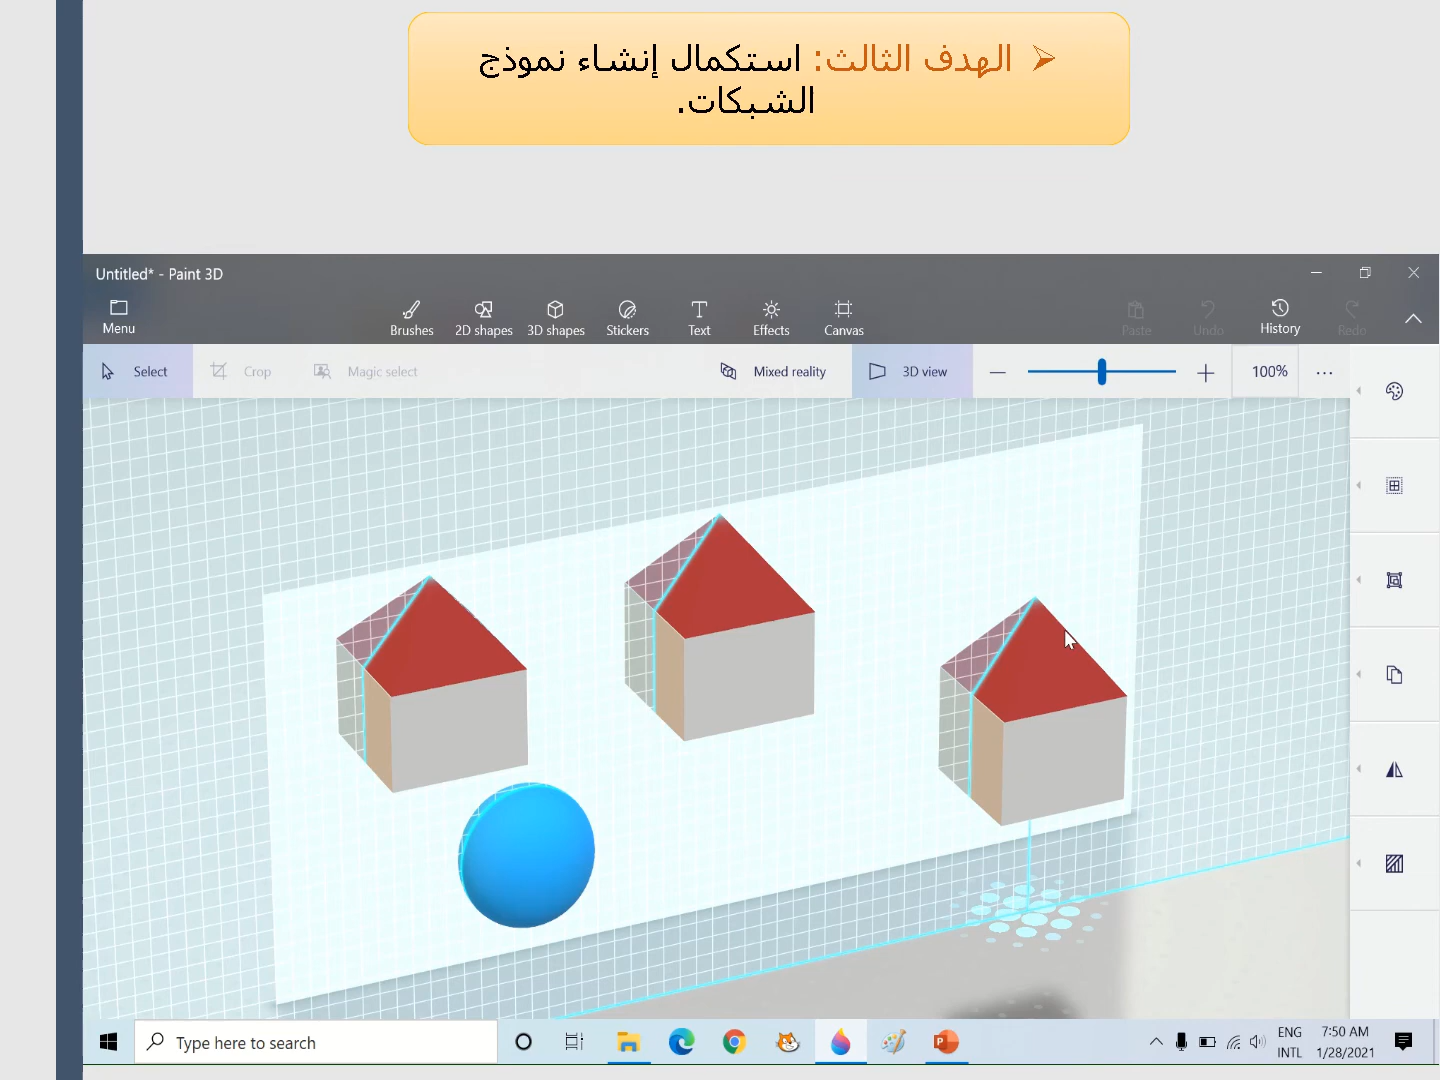 ➢ الهدف الثالث: استكمال إنشاء نموذج
الشبكات.
Untitled* - Paint 3D
Menu
Brushes
2D shapes
3D shapes
Stickers
Text
Effects
Canvas
Paste
Undo
History
Redo
Select
Crop
Magic select
Mixed reality
3D view
100%
Type here to search
ENG
INTL
7:50 AM
1/28/2021